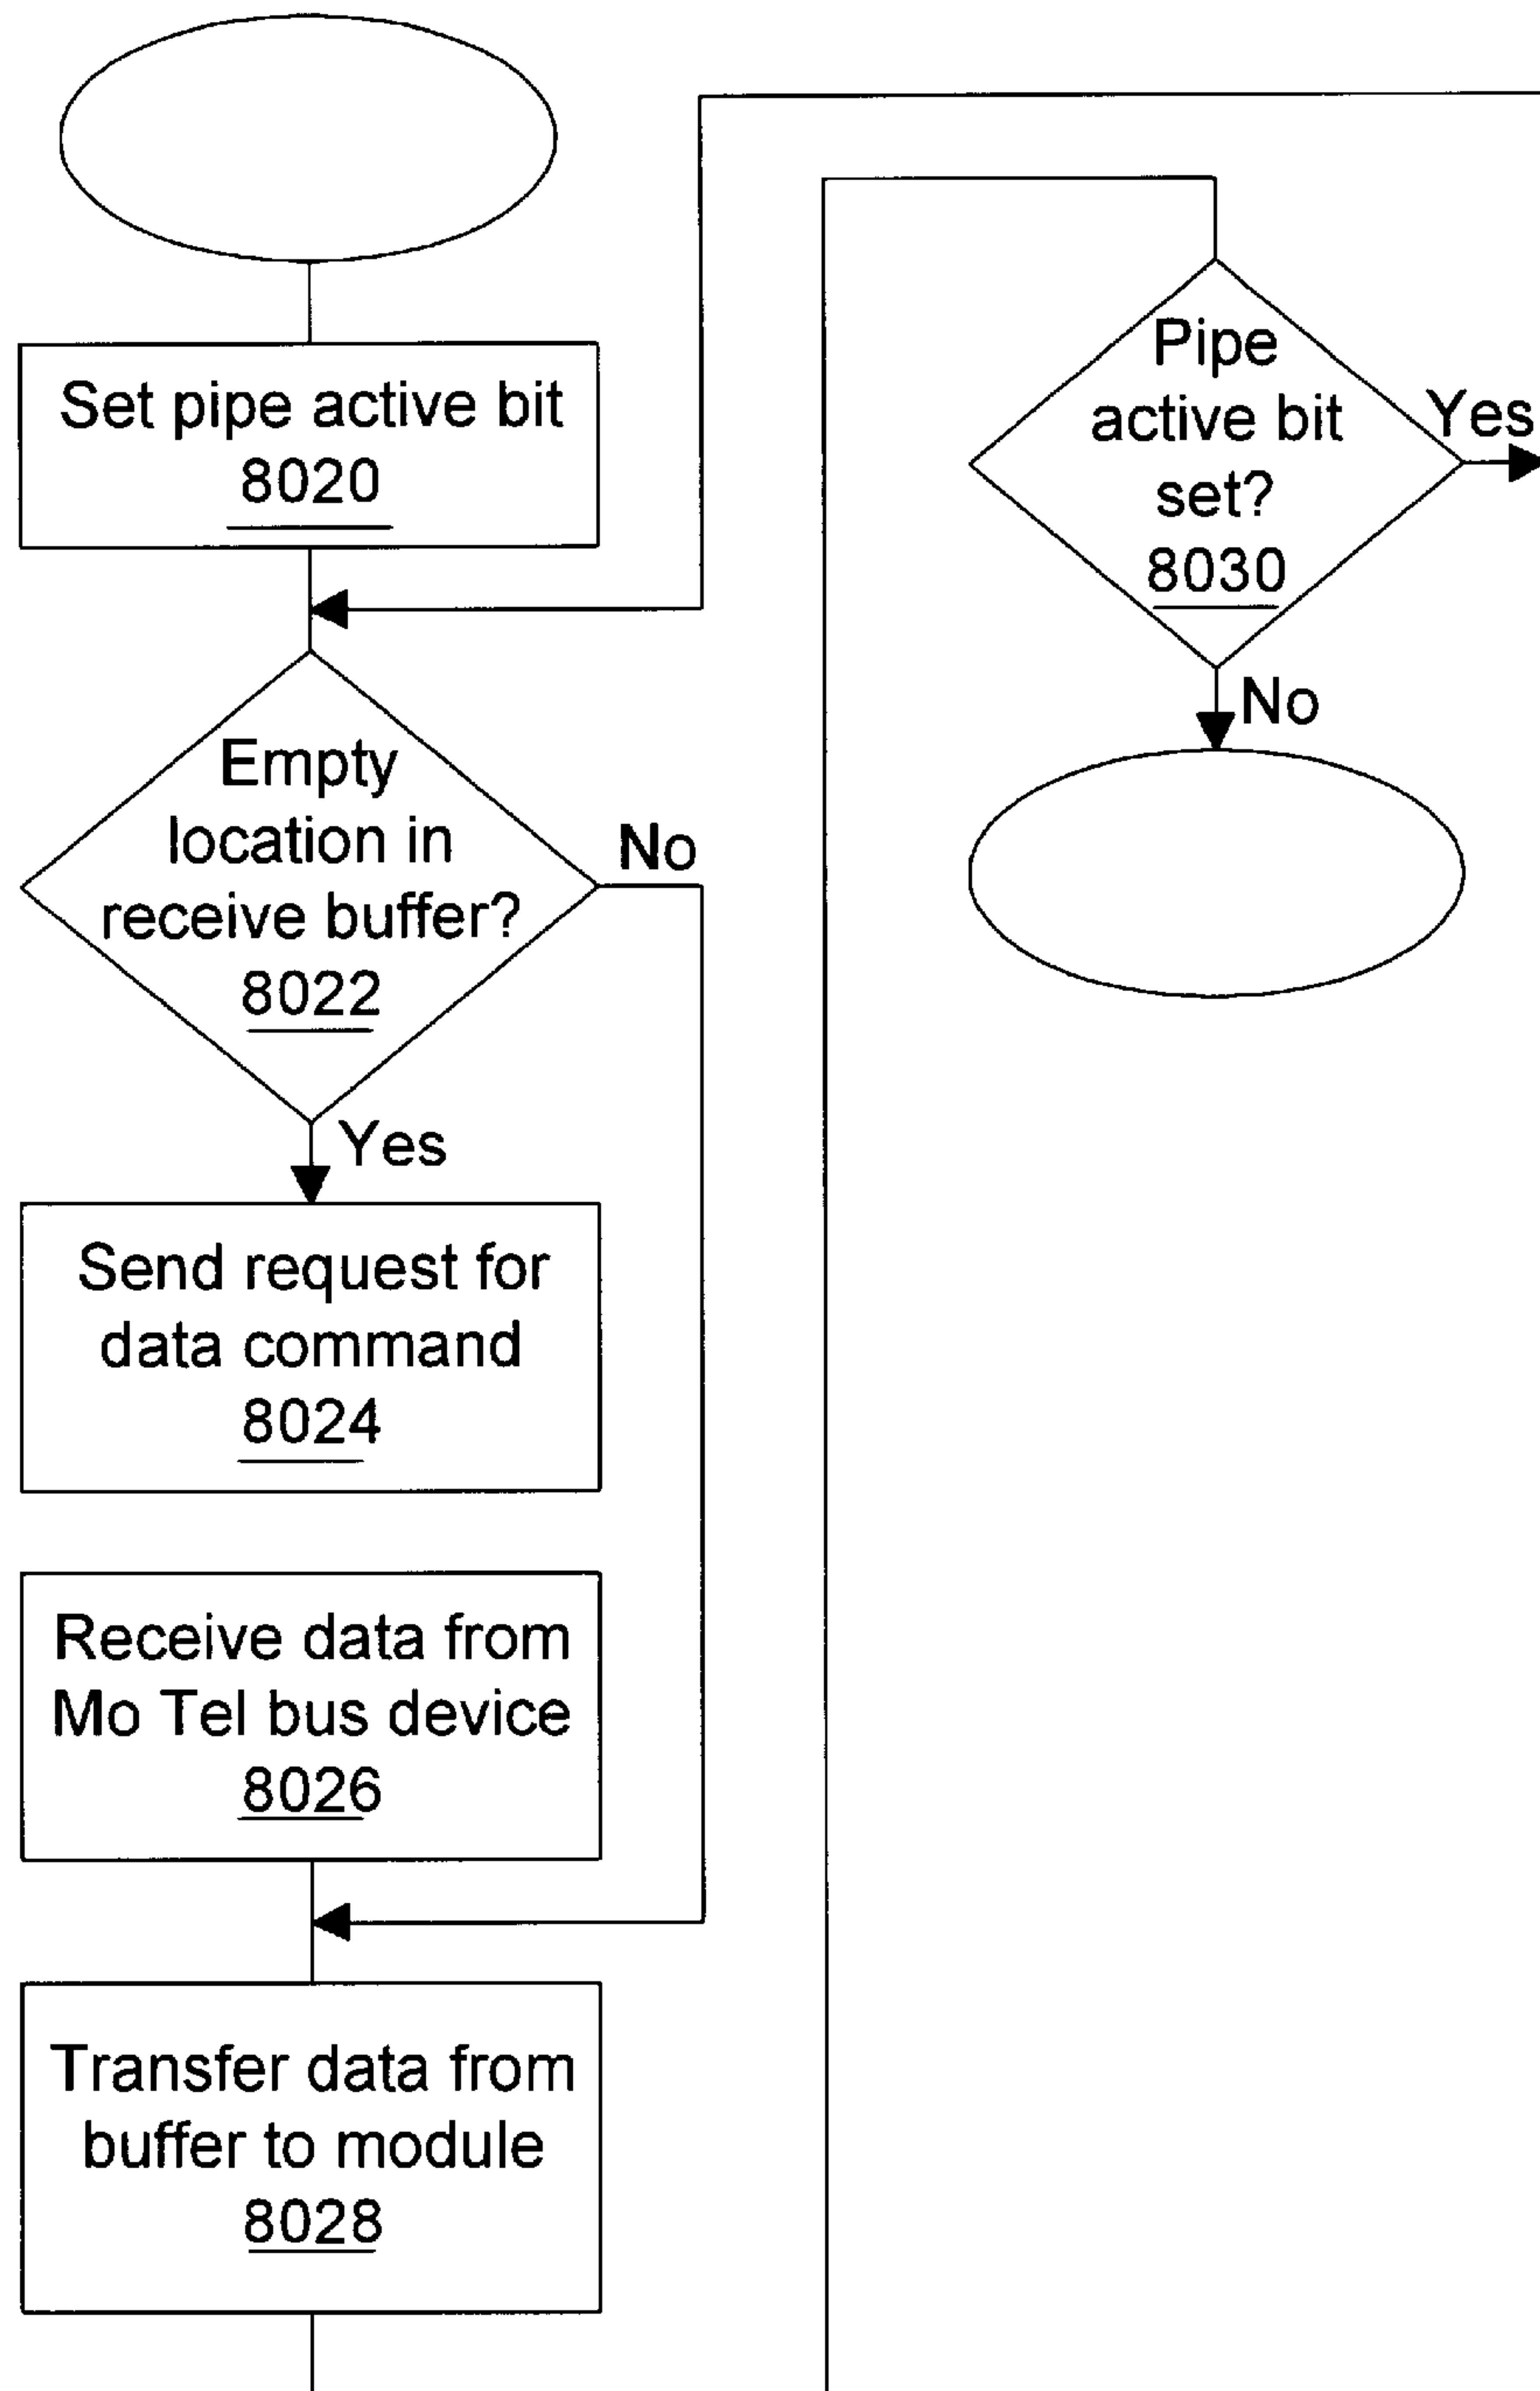 Set pipe active bit
8020
Empty
location in
receive buffer?
8022
No
Yes
Send request for
data command
8024
Receive data from
Mo Tel bus device
8026
Transfer data from
buffer to module
8028
Pipe
active bit
set?
8030
Yes
No